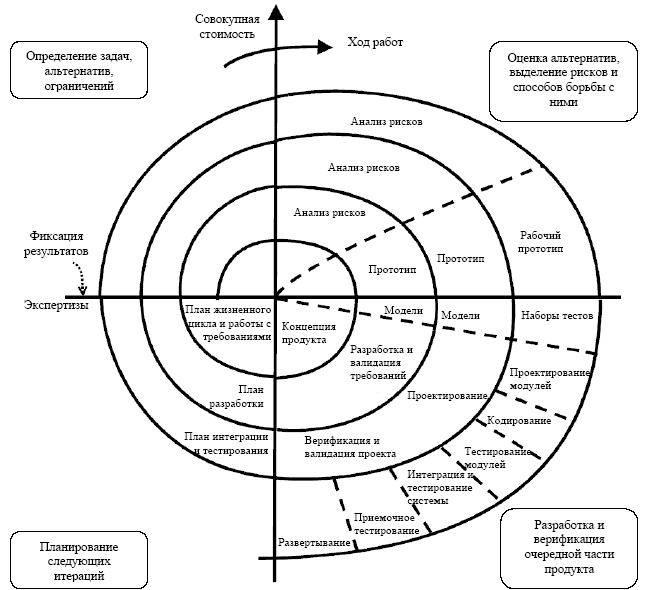 Совокупная
стоимость
Ход работ
Определение задач,
альтернатив,
ограничений
Оценка альтернатив,
выделение рисков и
способов борьбы с
ними
Анализ рисков
Анализ рисков
Анализ рисков
Фиксация
результатов
Рабочий
прототип
Прототип
Прототип
Экспертизы
План жизненного
цикла и работы с
требованиями
Концепция
продукта
Модели
Модели
Наборы тестов
Разработка и
валидация
требований
Проектирование
модулей
План
разработки
Проектирование
Кодирование
План интеграции
и тестирования
Верификация и
валидация проекта
Тестирование
модулей
Интеграция и
тестирование
системы
Приемочное
тестирование
Развертывание
Планирование
следующих
итераций
Разработка и
верификация
очередной части
продукта